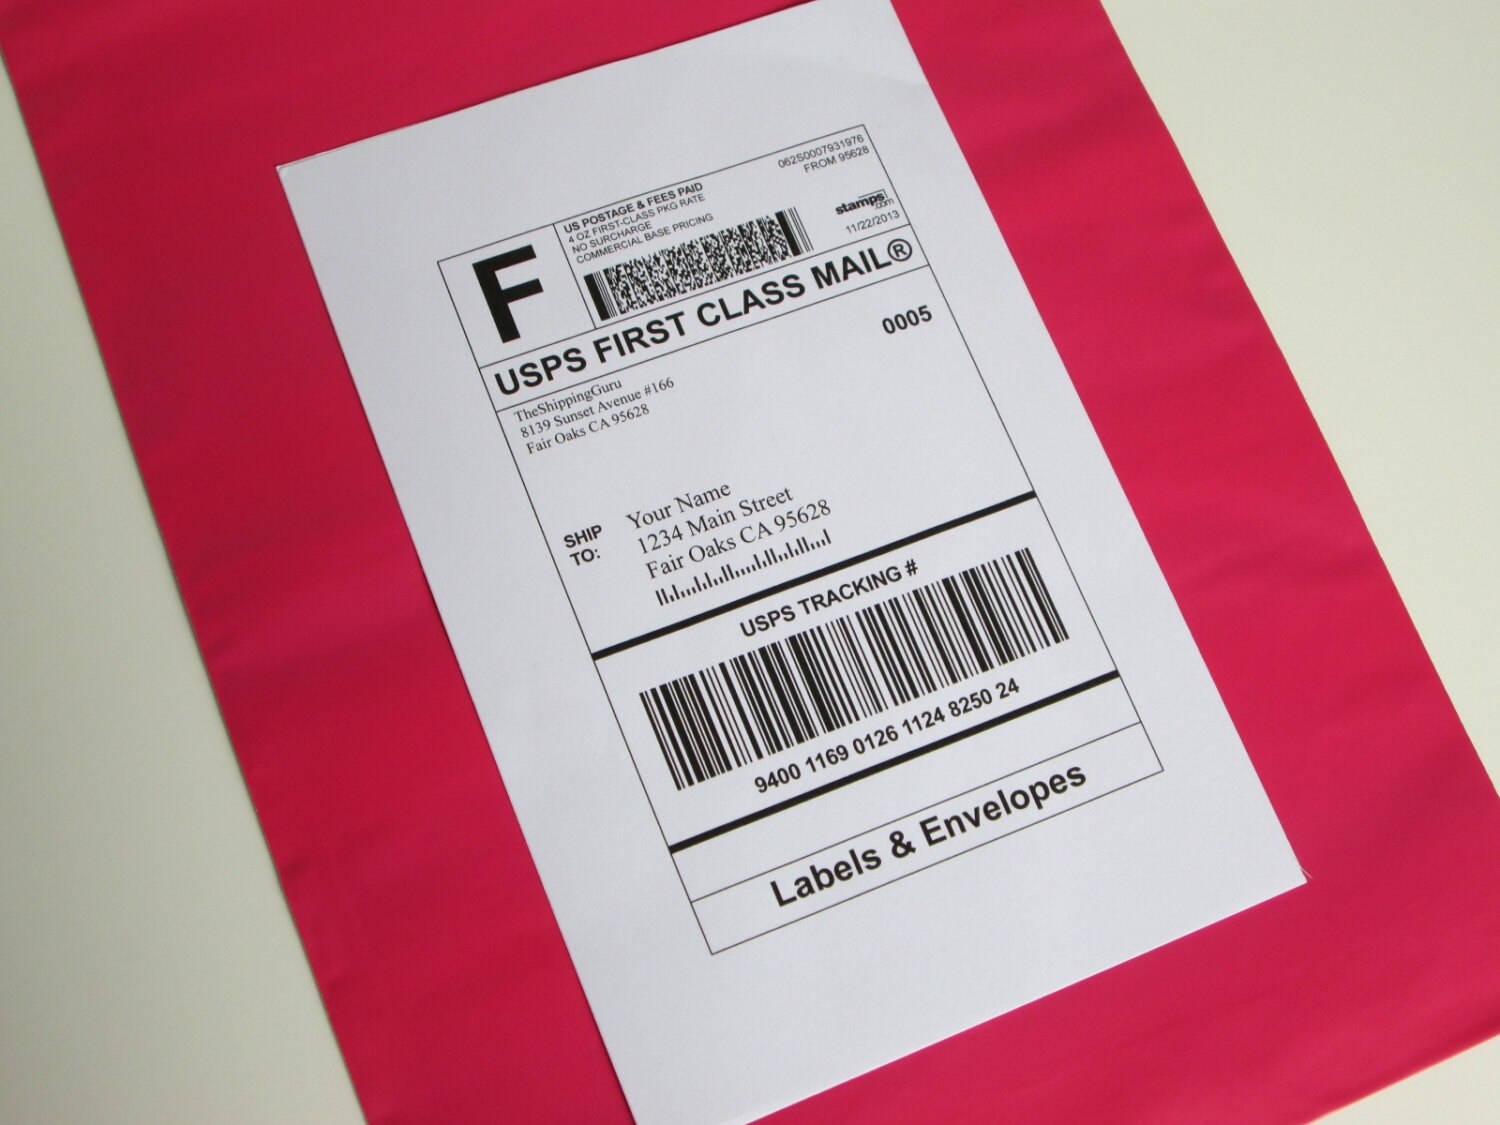 F
US POSTAGE & FEES PAID
4 OZ FIRST-CLASS PKG RATE
NO SURCHARGE
COMMERCIAL BASE PRICING
062S0007931976
FROM 95628
stamps.com
11/22/2013
USPS FIRST CLASS MAIL®
TheShippingGuru
8139 Sunset Avenue #166
Fair Oaks CA 95628
0005
SHIP
TO:
Your Name
1234 Main Street
Fair Oaks CA 95628
USPS TRACKING #
9400 1169 0126 1124 8250 24
Labels & Envelopes